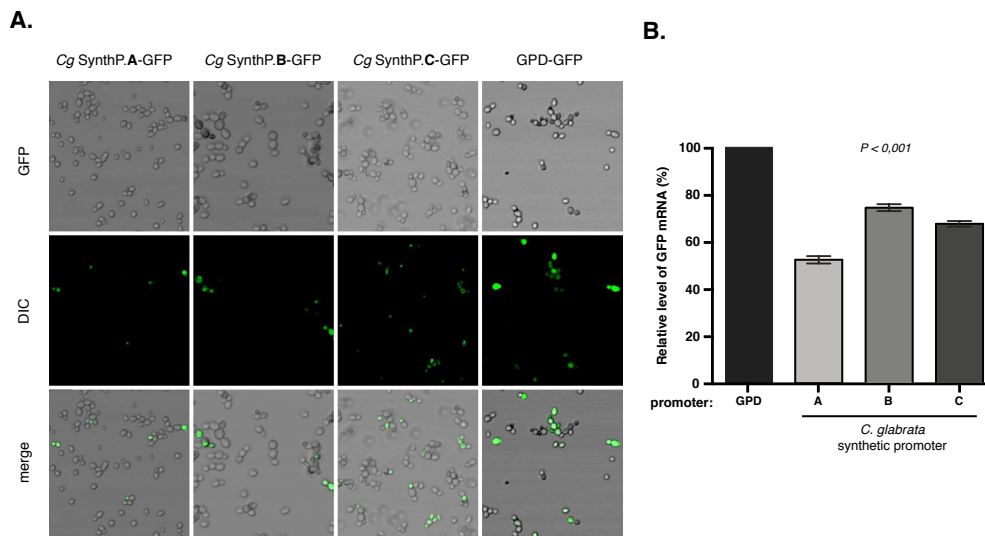 A.
Cg SynthP.A-GFP
Cg SynthP.B-GFP
Cg SynthP.C-GFP
GPD-GFP
GFP
DIC
merge
B.
Relative level of GFP mRNA (%)
100
80
60
40
20
0
P < 0,001
promoter: GPD A B C
C. glabrata
synthetic promoter